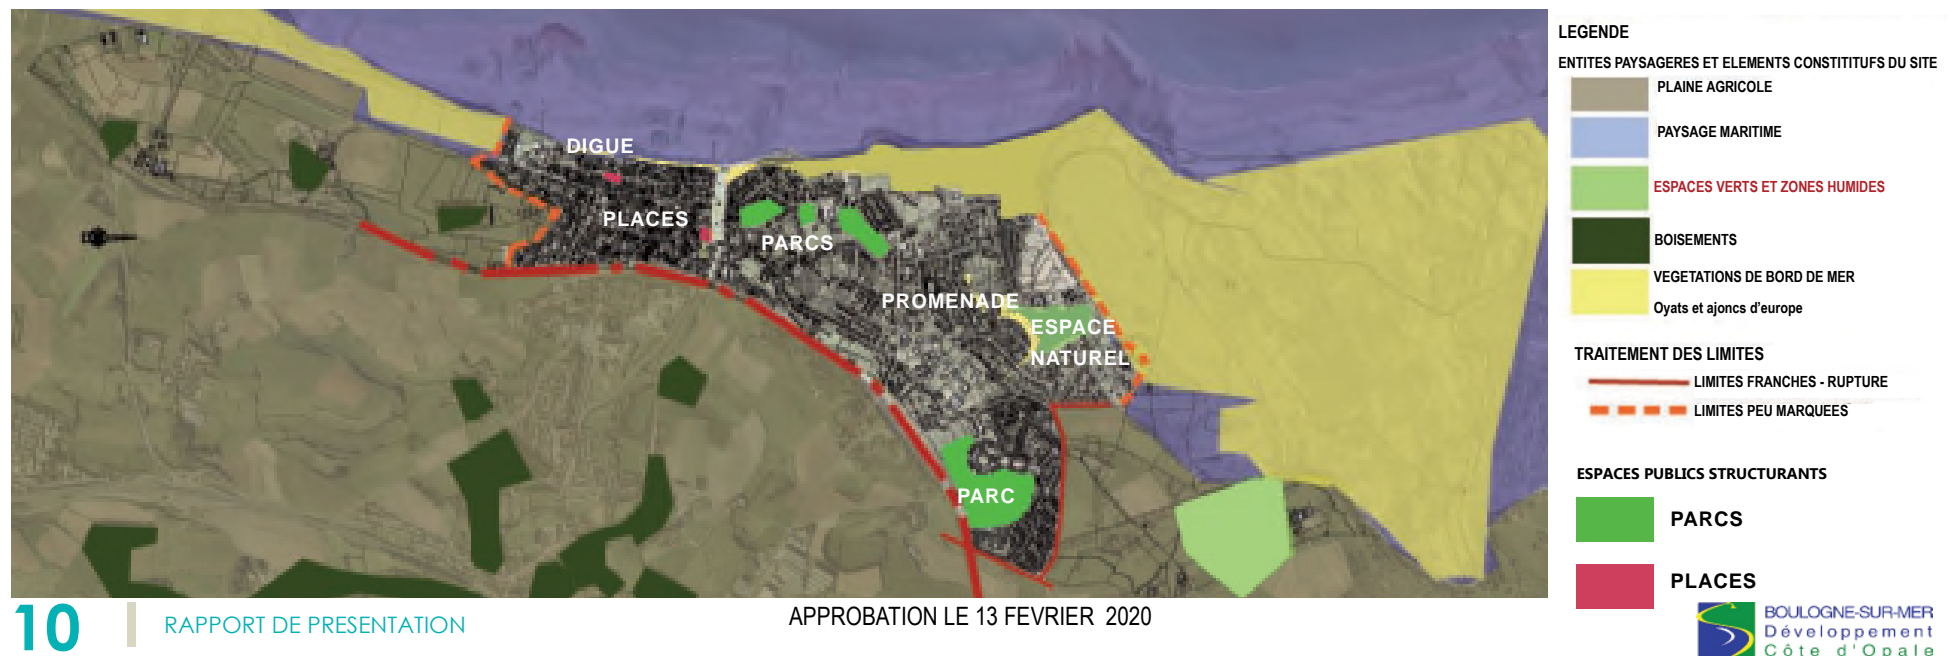 DIGUE
PLACES
PARCS
PROMENADE
ESPACE
NATUREL
PARC
LEGENDE
ENTITES PAYSAGERES ET ELEMENTS CONSTITITUFS DU SITE
PLAINE AGRICOLE
PAYSAGE MARITIME
ESPACES VERTS ET ZONES HUMIDES
BOISEMENTS
VEGETATIONS DE BORD DE MER
Oyats et ajoncs d'europe
TRAITEMENT DES LIMITES
LIMITES FRANCHES - RUPTURE
LIMITES PEU MARQUEES
ESPACES PUBLICS STRUCTURANTS
PARCS
PLACES
10
RAPPORT DE PRESENTATION
APPROBATION LE 13 FEVRIER 2020
BOULOGNE-SUR-MER
Développement
Côte d'Opale